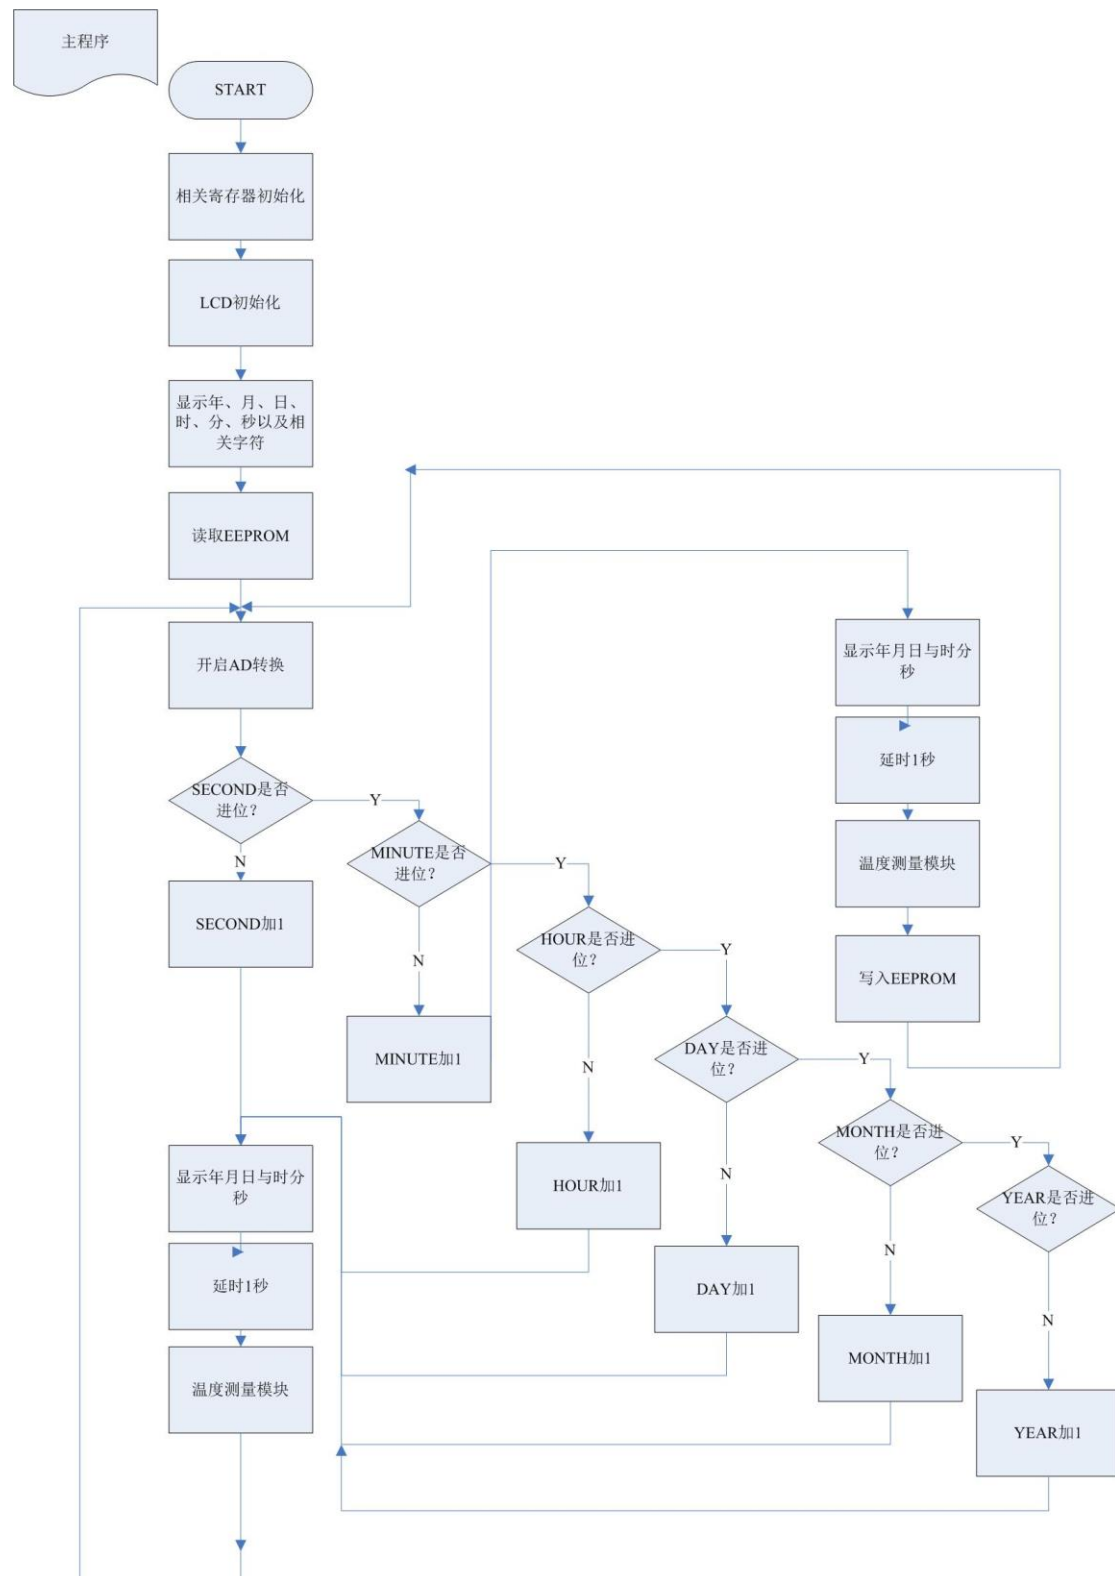 主程序
START
相关寄存器初始化
LCD初始化
显示年、月、日、
时、分、秒以及相
关字符
读取EEPROM
开启AD转换
SECOND是否
进位？
Y
N
SECOND加1
MINUTE是否
进位？
Y
N
MINUTE加1
HOUR是否进
位？
Y
N
HOUR加1
DAY是否进
位？
Y
N
DAY加1
MONTH是否进
位？
Y
N
MONTH加1
YEAR是否进
位？
N
YEAR加1
显示年月日与时分
秒
延时1秒
温度测量模块
写入EEPROM
显示年月日与时分
秒
延时1秒
温度测量模块